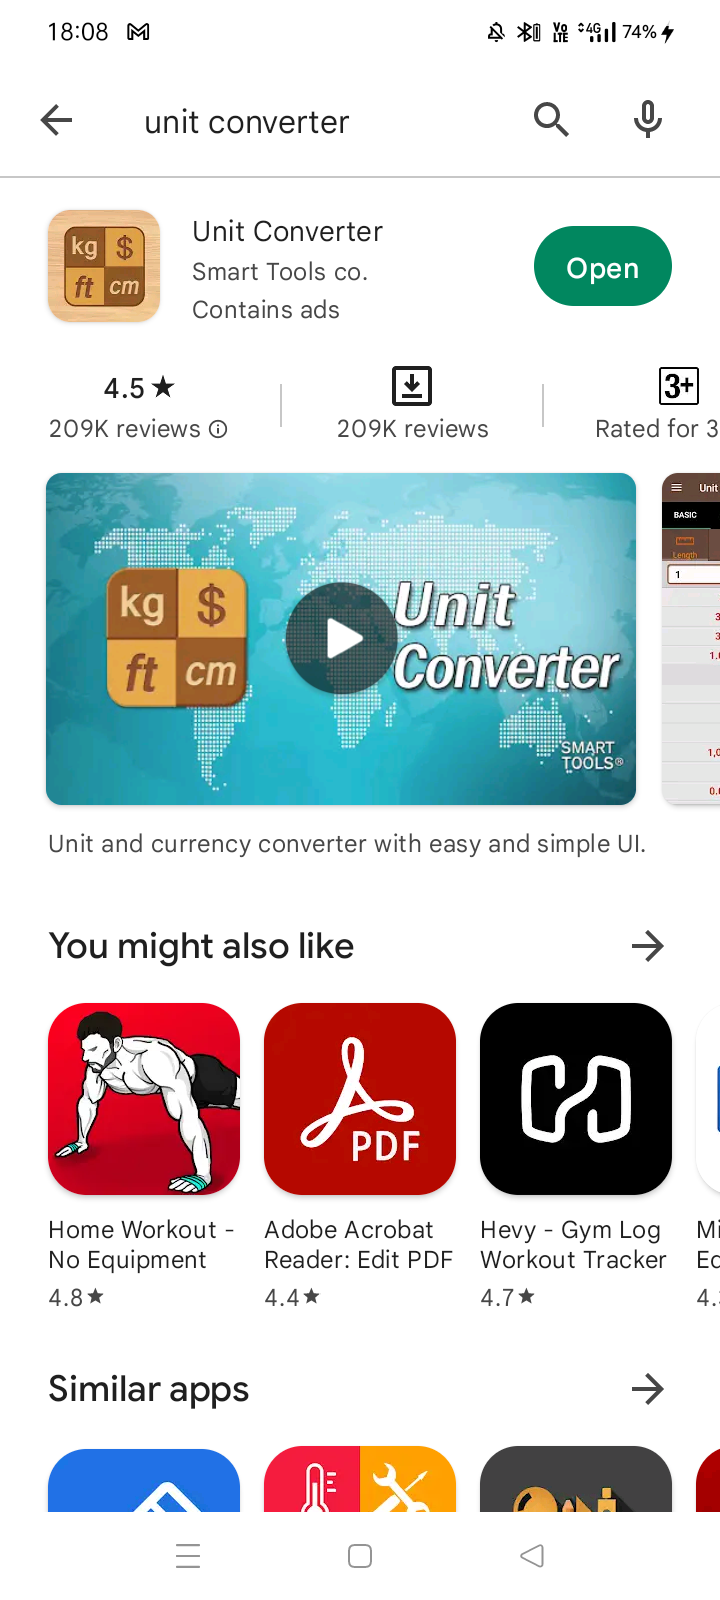 18:08
Vo LTE 4G 74%
unit converter
kg $
ft cm
Unit Converter
Smart Tools co.
Contains ads
Open
4.5★
209K reviews
209K reviews
3+
Rated for 3
kg $
ft cm
Unit
Converter
SMART
TOOLS®
Unit
BASIC
Length
1
Unit and currency converter with easy and simple UI.
You might also like
PDF
Home Workout -
No Equipment
4.8★
Adobe Acrobat
Reader: Edit PDF
4.4★
Hevy - Gym Log
Workout Tracker
4.7★
Similar apps